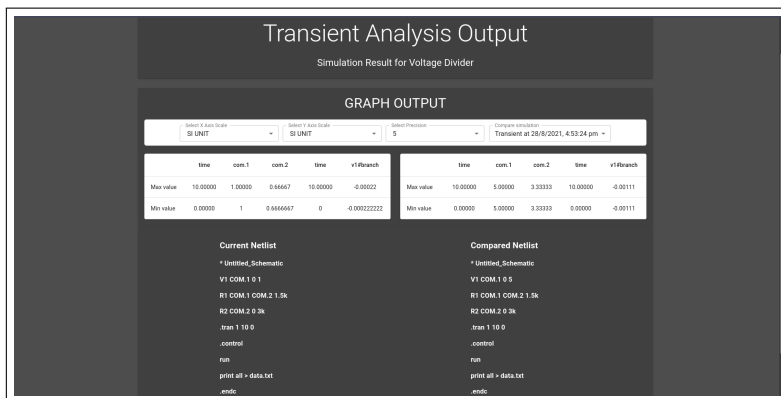 Transient Analysis Output
Simulation Result for Voltage Divider
GRAPH OUTPUT
Select X Axis Scale
SI UNIT
Select Y Axis Scale
SI UNIT
Select Precision
5
Compare simulation
Transient at 28/8/2021, 4:53:24 pm
time com.1 com.2 time v1#branch
Max value 10.00000 1.00000 0.66667 10.00000 -0.00022
Min value 0.00000 1 0.6666667 0 -0.000222222
time com.1 com.2 time v1#branch
Max value 10.00000 5.00000 3.33333 10.00000 -0.00111
Min value 0.00000 5.00000 3.33333 0.00000 -0.00111
Current Netlist
* Untitled_Schematic
V1 COM.1 0 1
R1 COM.1 COM.2 1.5k
R2 COM.2 0 3k
.tran 1 10 0
.control
run
print all > data.txt
.endc
Compared Netlist
* Untitled_Schematic
V1 COM.1 0 5
R1 COM.1 COM.2 1.5k
R2 COM.2 0 3k
.tran 1 10 0
.control
run
print all > data.txt
.endc